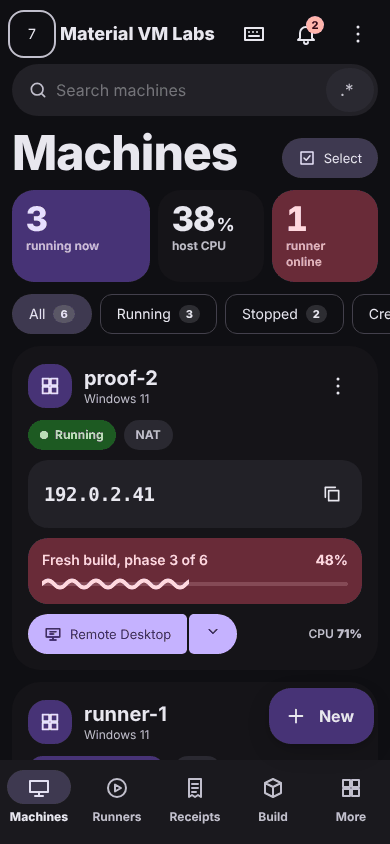 7
Material VM Labs
2
Search machines
.*
Machines
Select
3
running now
38%
host CPU
1
runner
online
All 6
Running 3
Stopped 2
Cre
proof-2
Windows 11
Running
NAT
192.0.2.41
Fresh build, phase 3 of 6
48%
Remote Desktop
CPU 71%
runner-1
Windows 11
New
Machines
Runners
Receipts
Build
More